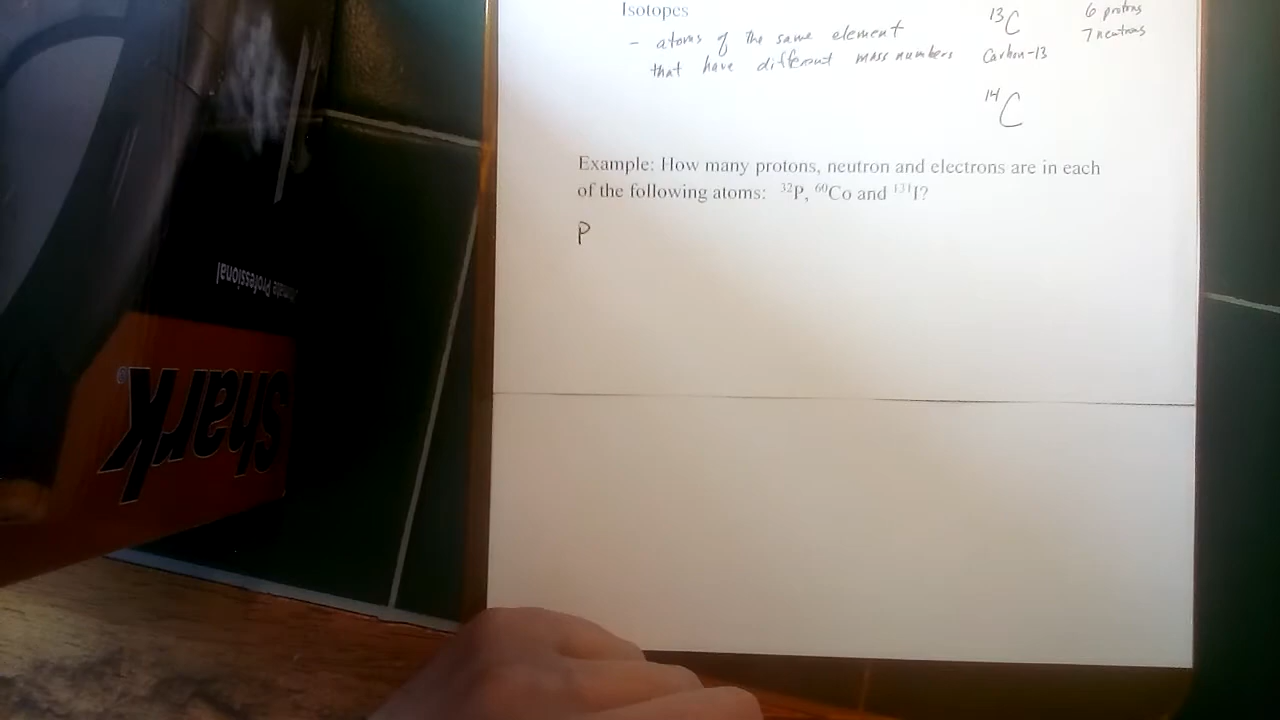 Isotopes
- atoms of the same element
that have different mass numbers
¹³C
Carbon-13
6 protons
7 neutrons
¹⁴C
Example: How many protons, neutron and electrons are in each
of the following atoms: ³²P, ⁶⁰Co and ¹³¹I?
P
Professional
Shark®